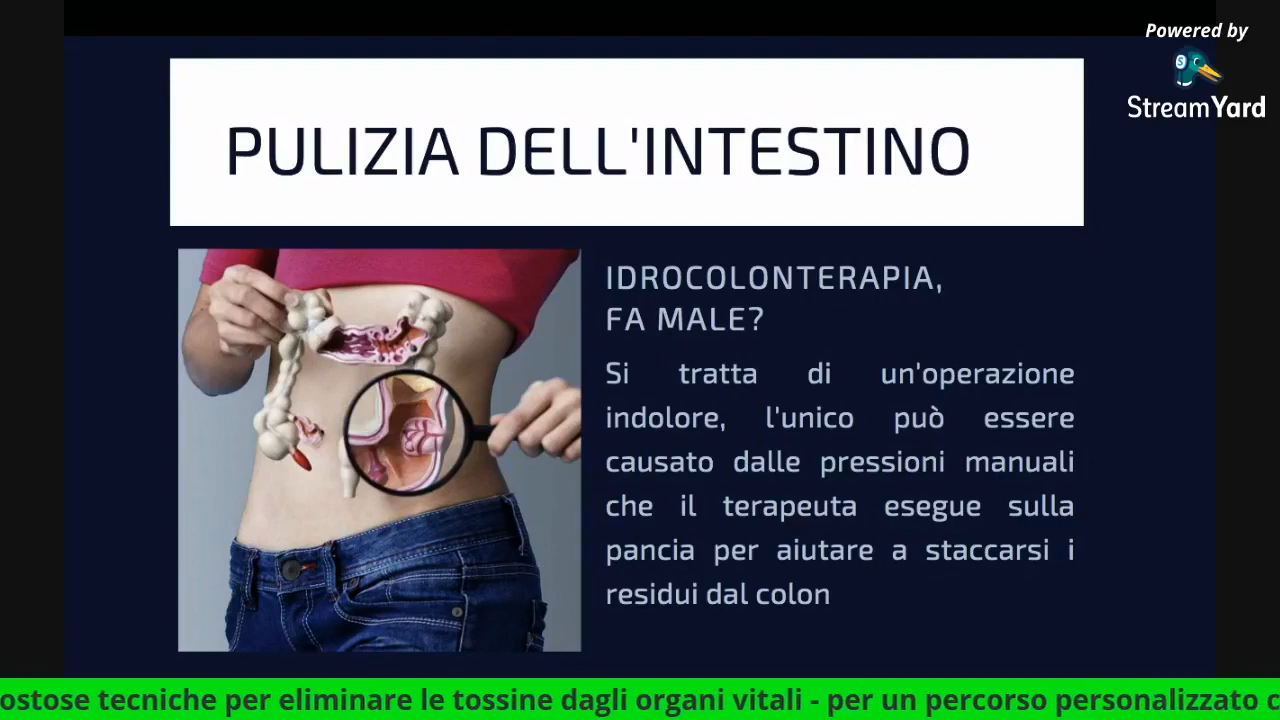 Powered by
StreamYard
PULIZIA DELL'INTESTINO
IDROCOLONTERAPIA,
FA MALE?
Si tratta di un'operazione
indolore, l'unico può essere
causato dalle pressioni manuali
che il terapeuta esegue sulla
pancia per aiutare a staccarsi i
residui dal colon
ostose tecniche per eliminare le tossine dagli organi vitali - per un percorso personalizzato c